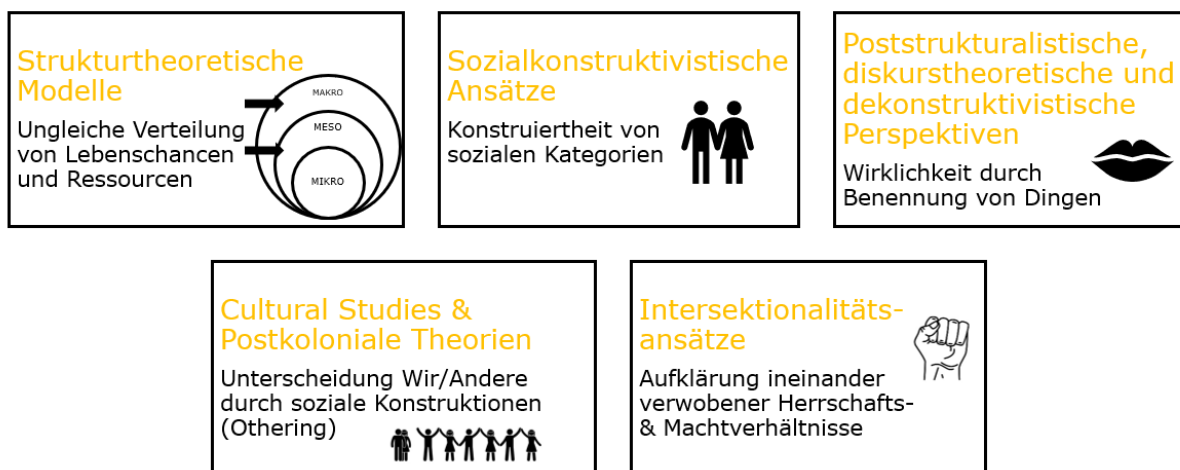 Strukturtheoretische
Modelle
Ungleiche Verteilung
von Lebenschancen
und Ressourcen
MAKRO
MESO
MIKRO
Sozialkonstruktivistische
Ansätze
Konstruiertheit von
sozialen Kategorien
Poststrukturalistische,
diskurstheoretische und
dekonstruktivistische
Perspektiven
Wirklichkeit durch
Benennung von Dingen
Cultural Studies &
Postkoloniale Theorien
Unterscheidung Wir/Andere
durch soziale Konstruktionen
(Othering)
Intersektionalitäts-
ansätze
Aufklärung ineinander
verwobener Herrschafts-
& Machtverhältnisse